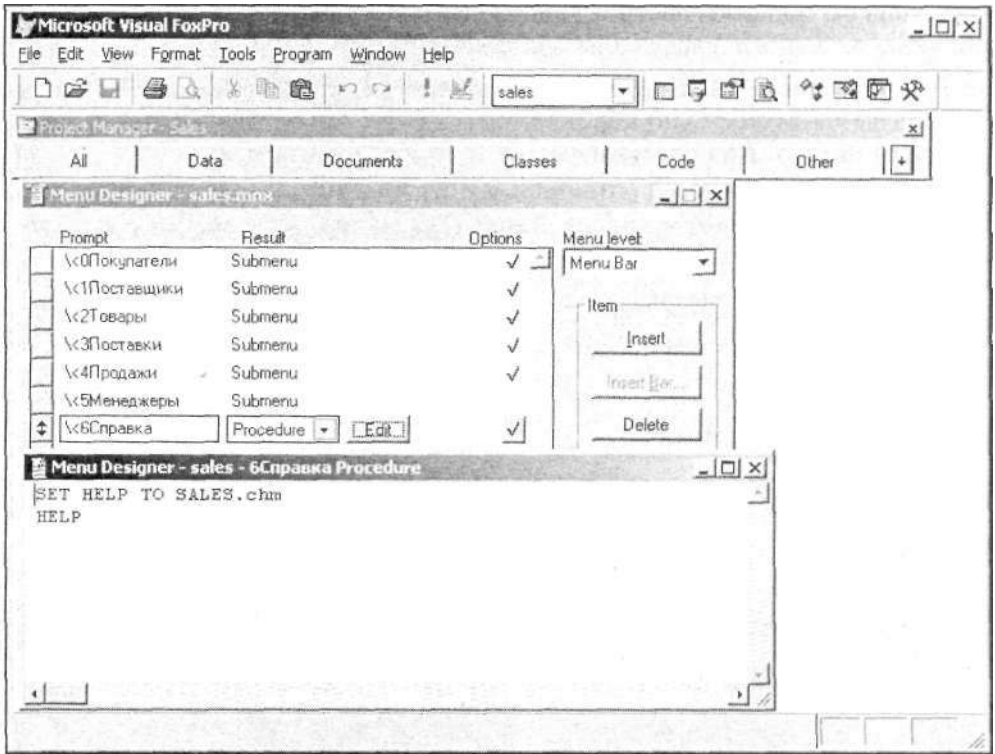 Microsoft Visual FoxPro
File Edit View Format Tools Program Window Help
sales
Project Manager - Sales
All Data Documents Classes Code Other
Menu Designer - sales.mnx
Prompt Result Options Menu level:
\<0Покупатели Submenu Menu Bar
\<1Поставщики Submenu
\<2Товары Submenu Item
\<3Поставки Submenu Insert
\<4Продажи Submenu Insert Bar...
\<5Менеджеры Submenu
\<6Справка Procedure Edit Delete
Menu Designer - sales - 6Справка Procedure
SET HELP TO SALES.chm
HELP